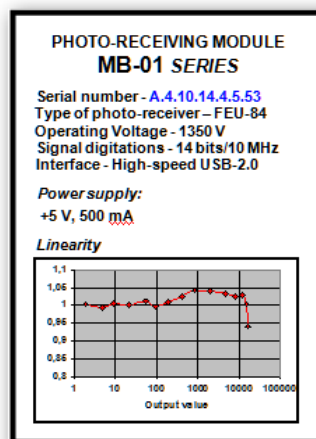 PHOTO-RECEIVING MODULE
MB-01 SERIES
Serial number - A.4.10.14.4.5.53
Type of photo-receiver – FEU-84
Operating Voltage - 1350 V
Signal digitations - 14 bits/10 MHz
Interface - High-speed USB-2.0
Power supply:
+5 V, 500 mA
Linearity
1,1
1,05
1
0,95
0,9
0,85
0,8
1 10 100 1000 10000 100000
Output value